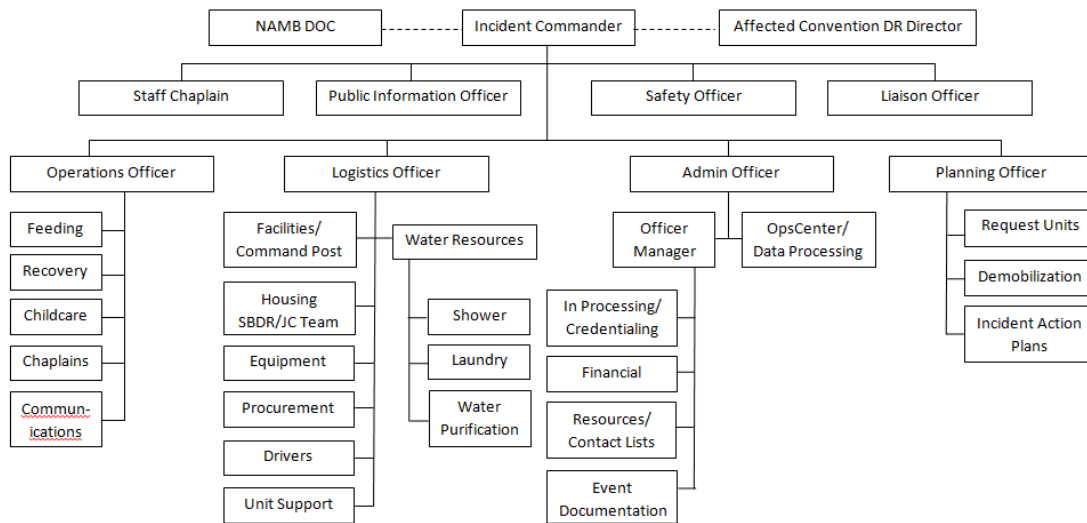 NAMB DOC
Incident Commander
Affected Convention DR Director
Staff Chaplain
Public Information Officer
Safety Officer
Liaison Officer
Operations Officer
Logistics Officer
Admin Officer
Planning Officer
Feeding
Recovery
Childcare
Chaplains
Commun-
ications
Facilities/
Command Post
Housing
SBDR/JC Team
Equipment
Procurement
Drivers
Unit Support
Water Resources
Shower
Laundry
Water
Purification
Officer
Manager
OpsCenter/
Data Processing
In Processing/
Credentialing
Financial
Resources/
Contact Lists
Event
Documentation
Request Units
Demobilization
Incident Action
Plans